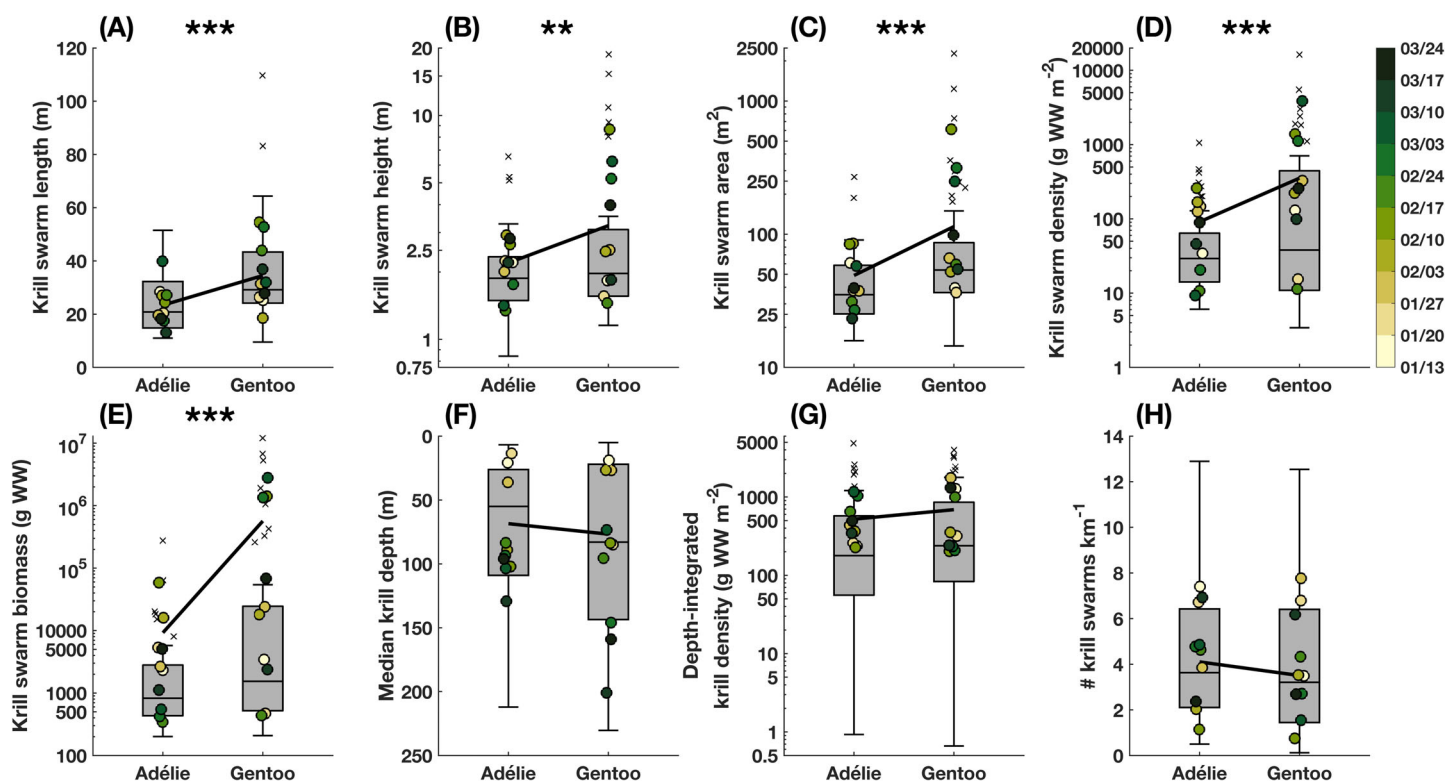 (A) ***
Krill swarm length (m)
120
100
80
60
40
20
0
Adélie Gentoo
(B) **
Krill swarm height (m)
20
15
10
5
2.5
1
0.75
Adélie Gentoo
(C) ***
Krill swarm area (m²)
2500
1000
500
250
100
50
25
10
Adélie Gentoo
(D) ***
Krill swarm density (g WW m⁻²)
20000
10000
5000
1000
500
100
50
10
5
1
Adélie Gentoo
03/24
03/17
03/10
03/03
02/24
02/17
02/10
02/03
01/27
01/20
01/13
(E) ***
Krill swarm biomass (g WW)
10⁷
10⁶
10⁵
10000
5000
1000
500
100
Adélie Gentoo
(F)
Median krill depth (m)
0
50
100
150
200
250
Adélie Gentoo
(G)
Depth-integrated
krill density (g WW m⁻²)
5000
1000
500
100
50
10
5
1
0.5
Adélie Gentoo
(H)
# krill swarms km⁻¹
14
12
10
8
6
4
2
0
Adélie Gentoo